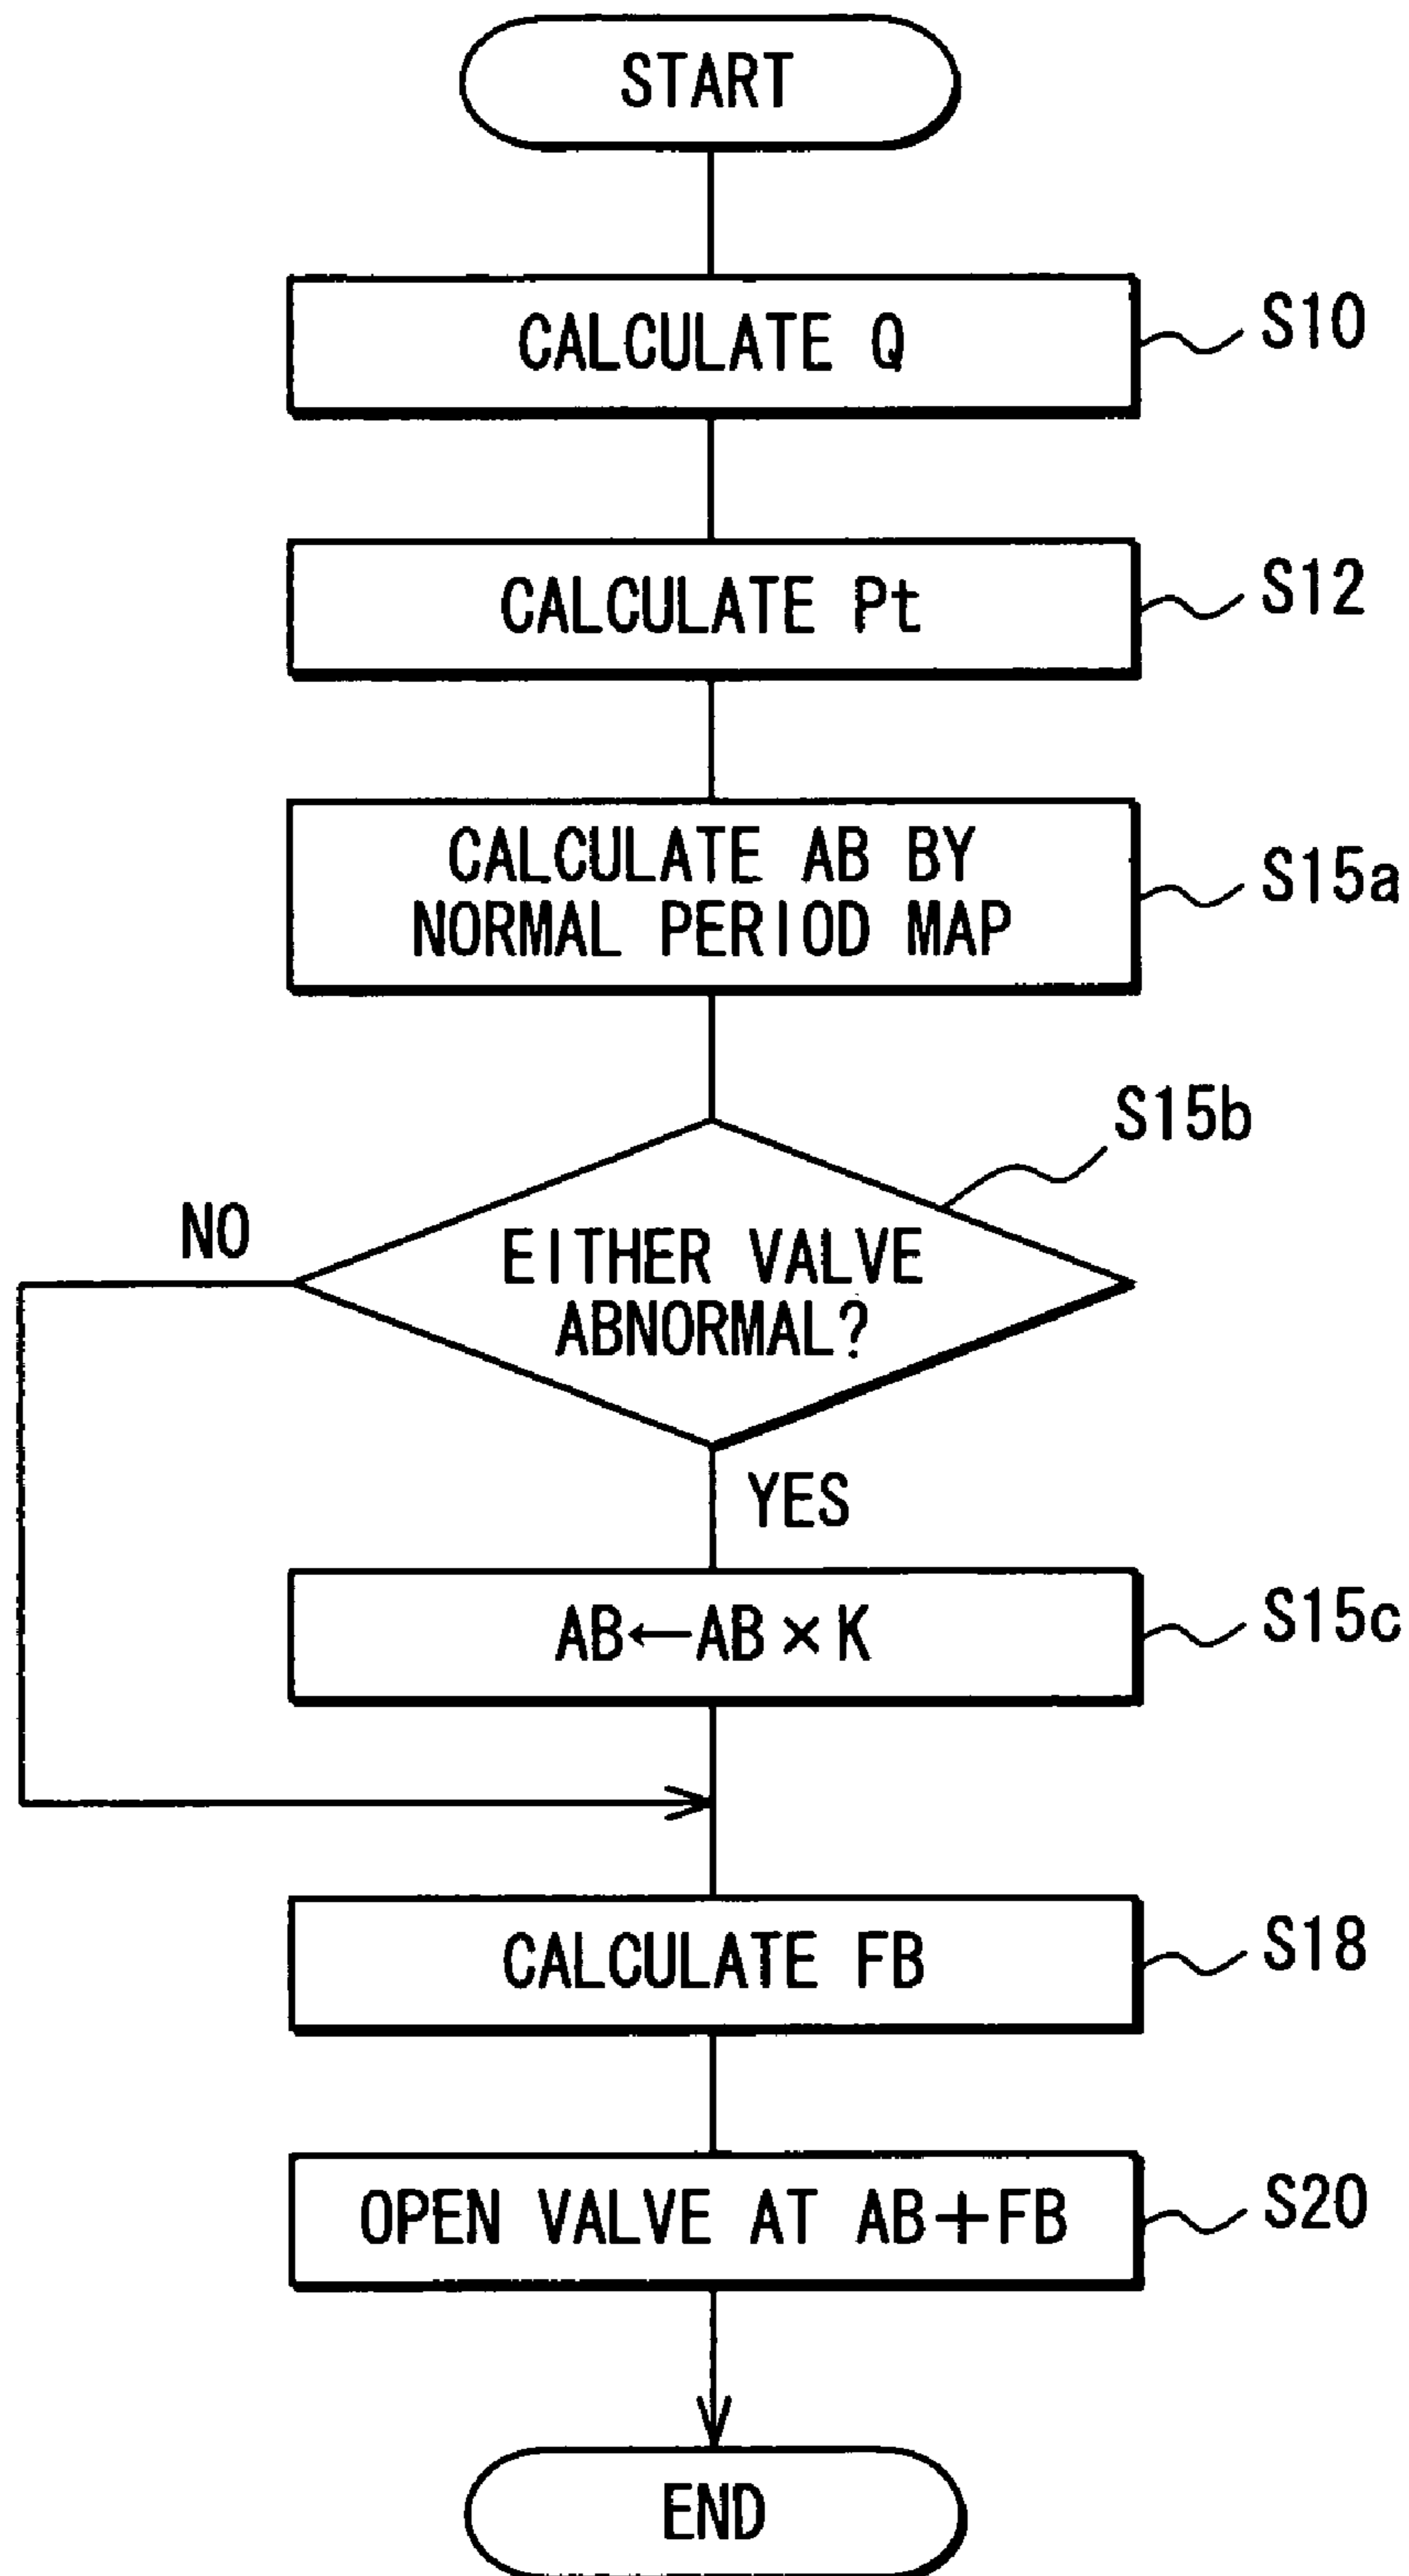 START
CALCULATE Q
S10
CALCULATE Pt
S12
CALCULATE AB BY
NORMAL PERIOD MAP
S15a
S15b
NO
EITHER VALVE
ABNORMAL?
YES
AB←AB×K
S15c
CALCULATE FB
S18
OPEN VALVE AT AB+FB
S20
END